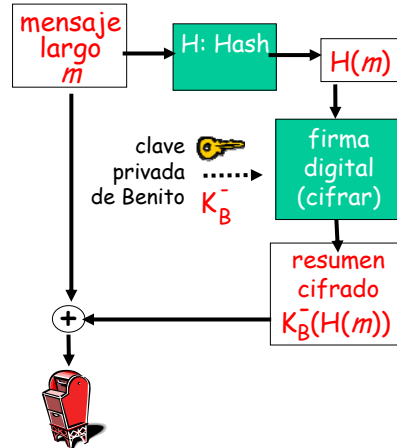 mensaje
largo
m
H: Hash
H(m)
clave
privada
de Benito
K_B^-
firma
digital
(cifrar)
resumen
cifrado
K_B^-(H(m))
+